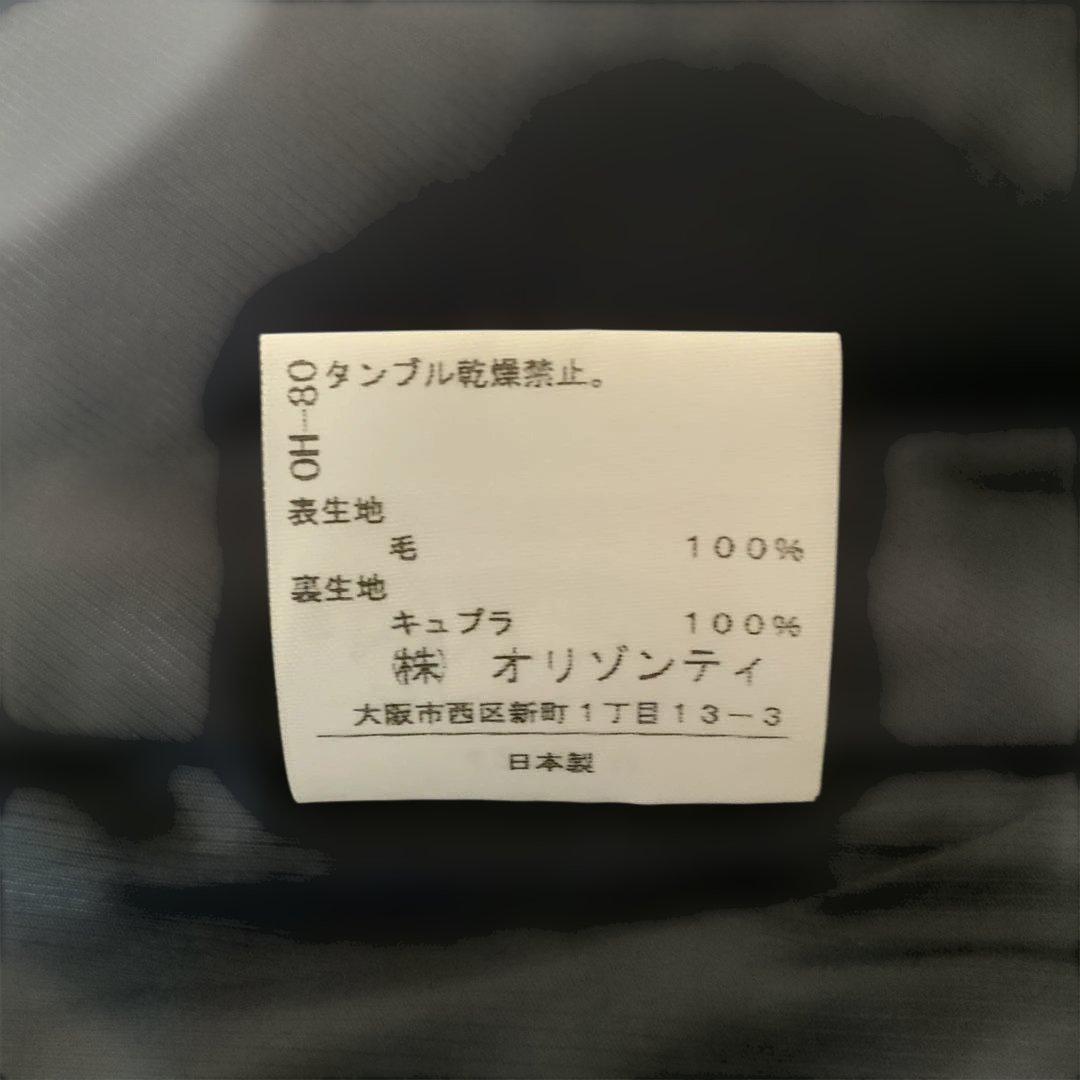 タンブル乾燥禁止。
OH-80
表生地
毛 100%
裏生地
キュプラ 100%
㈱ オリゾンティ
大阪市西区新町1丁目13-3
日本製